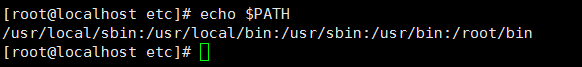 [root@localhost etc]# echo $PATH
/usr/local/sbin:/usr/local/bin:/usr/sbin:/usr/bin:/root/bin
[root@localhost etc]#